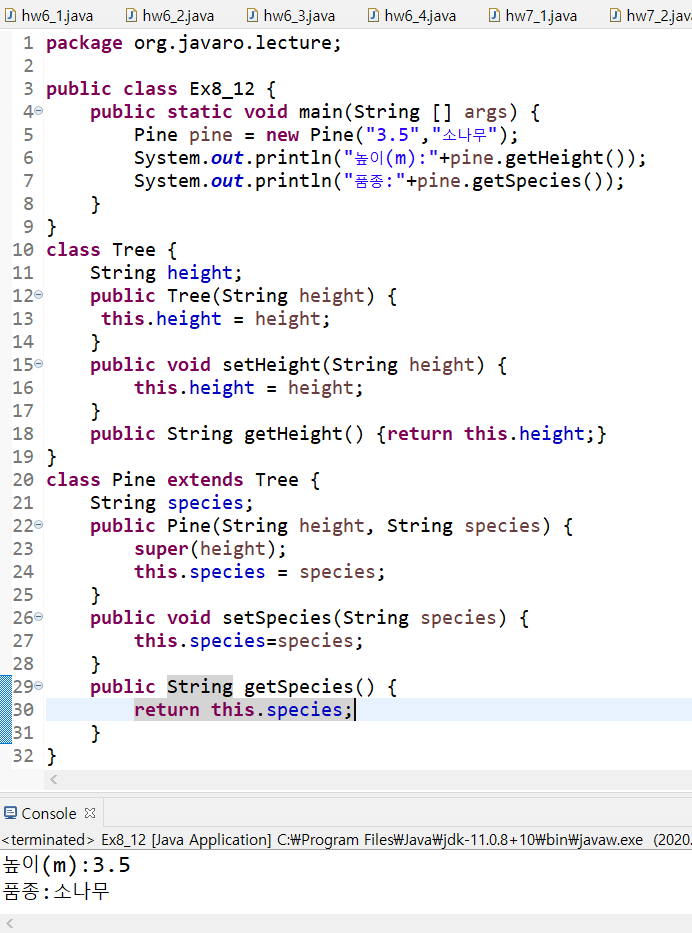 hw6_1.java hw6_2.java hw6_3.java hw6_4.java hw7_1.java hw7_2.jav
1 package org.javaro.lecture;
2
3 public class Ex8_12 {
4 public static void main(String [] args) {
5 Pine pine = new Pine("3.5","소나무");
6 System.out.println("높이(m):"+pine.getHeight());
7 System.out.println("품종:"+pine.getSpecies());
8 }
9 }
10 class Tree {
11 String height;
12 public Tree(String height) {
13 this.height = height;
14 }
15 public void setHeight(String height) {
16 this.height = height;
17 }
18 public String getHeight() {return this.height;}
19 }
20 class Pine extends Tree {
21 String species;
22 public Pine(String height, String species) {
23 super(height);
24 this.species = species;
25 }
26 public void setSpecies(String species) {
27 this.species=species;
28 }
29 public String getSpecies() {
30 return this.species;
31 }
32 }
Console
<terminated> Ex8_12 [Java Application] C:₩Program Files₩Java₩jdk-11.0.8+10₩bin₩javaw.exe (2020.
높이(m):3.5
품종:소나무